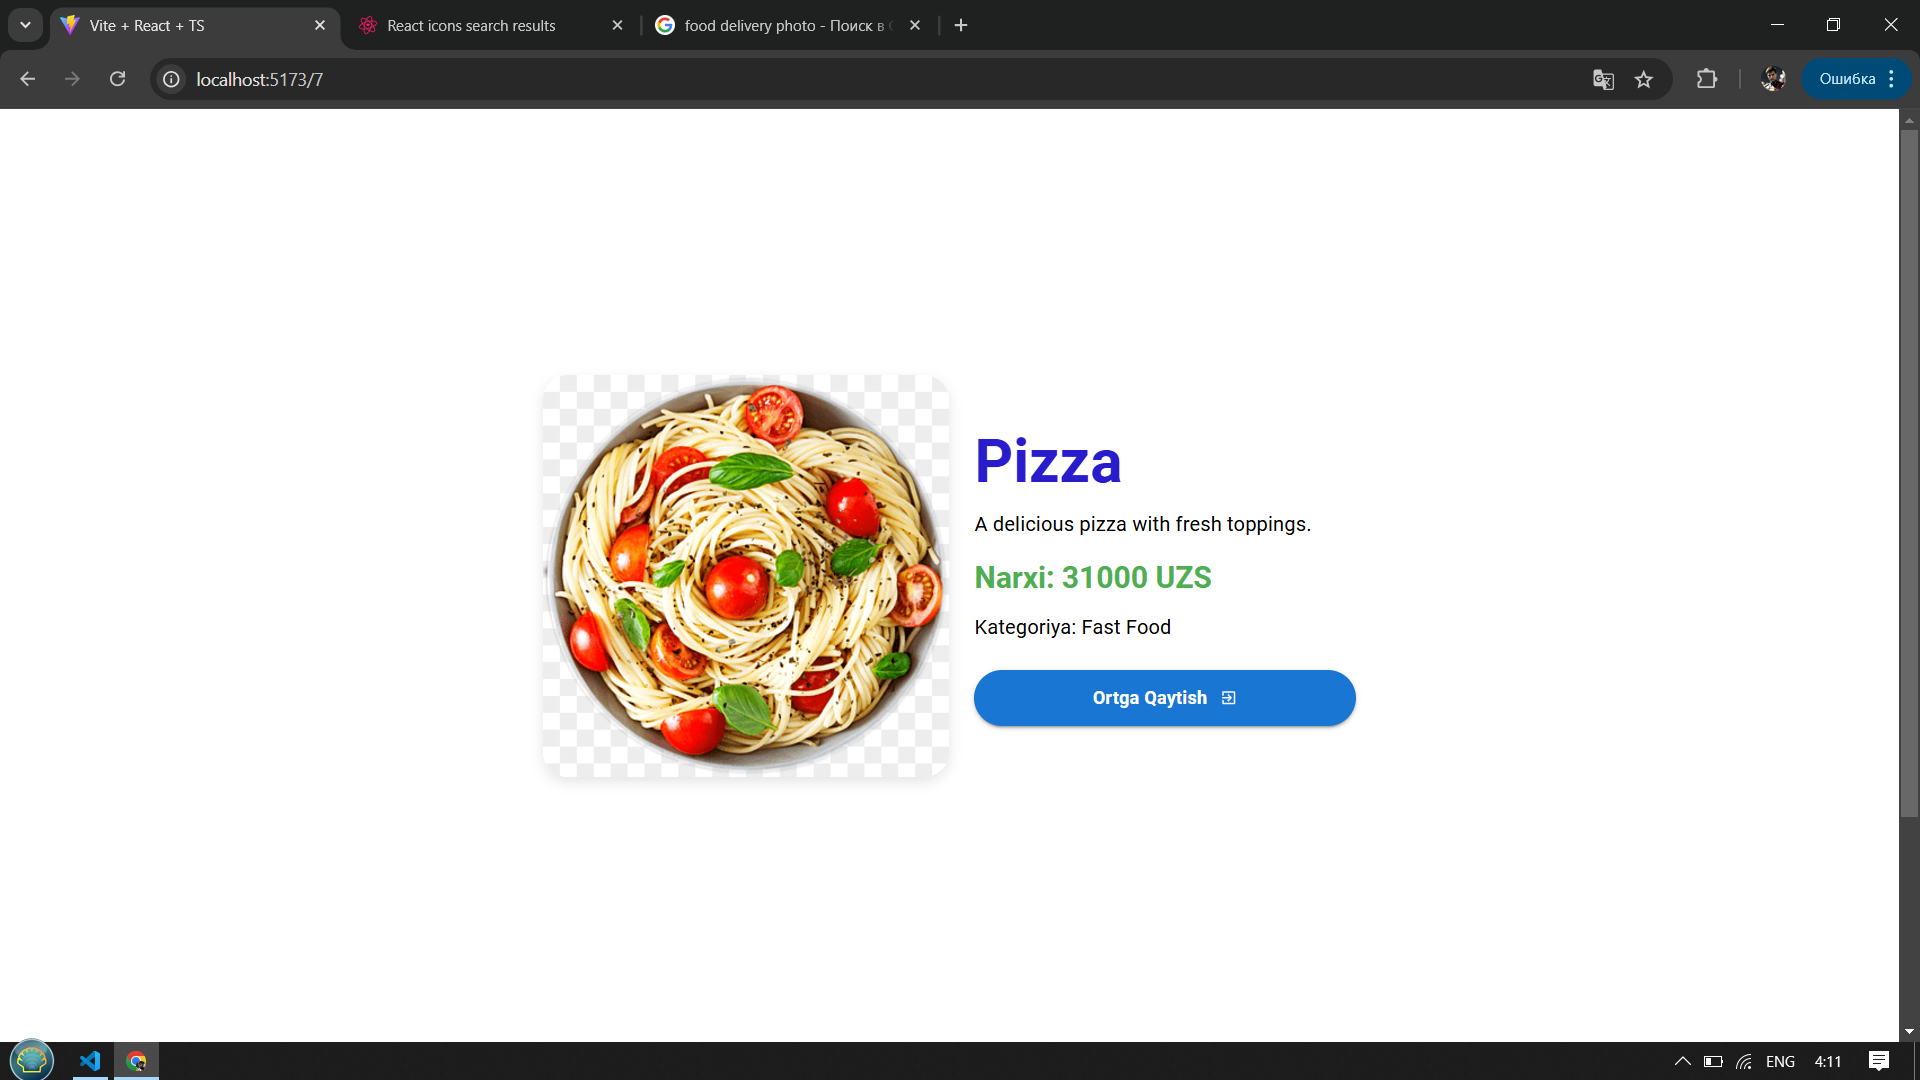 Vite + React + TS
React icons search results
food delivery photo - Поиск в
localhost:5173/7
Ошибка
Pizza
A delicious pizza with fresh toppings.
Narxi: 31000 UZS
Kategoriya: Fast Food
Ortga Qaytish
ENG
4:11